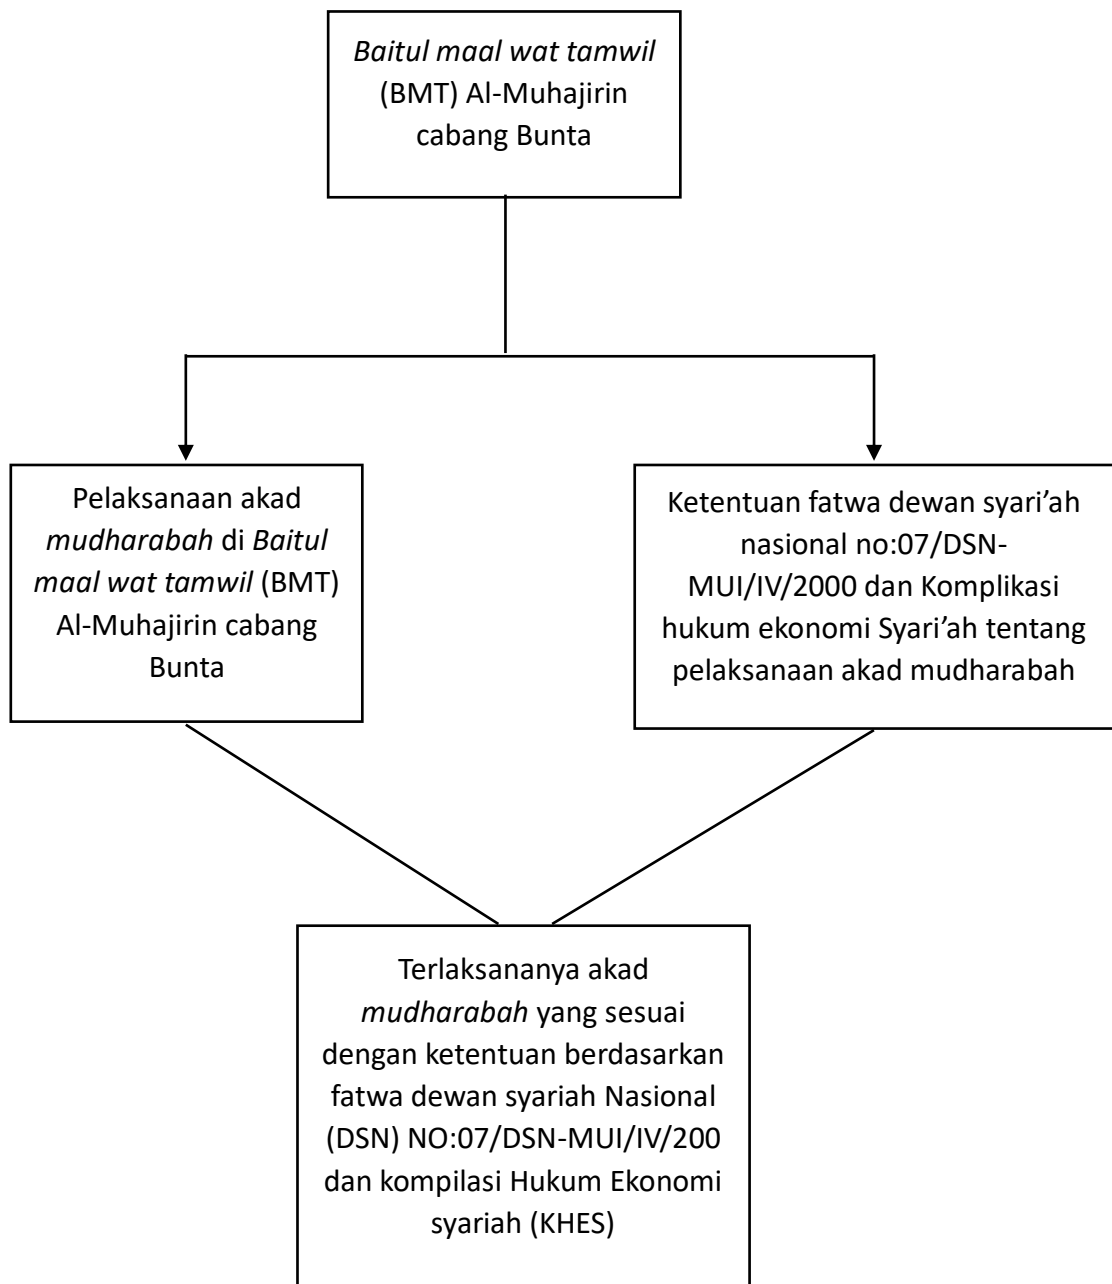 Baitul maal wat tamwil
(BMT) Al-Muhajirin
cabang Bunta
Pelaksanaan akad
mudharabah di Baitul
maal wat tamwil (BMT)
Al-Muhajirin cabang
Bunta
Ketentuan fatwa dewan syari’ah
nasional no:07/DSN-
MUI/IV/2000 dan Komplikasi
hukum ekonomi Syari’ah tentang
pelaksanaan akad mudharabah
Terlaksananya akad
mudharabah yang sesuai
dengan ketentuan berdasarkan
fatwa dewan syariah Nasional
(DSN) NO:07/DSN-MUI/IV/200
dan kompilasi Hukum Ekonomi
syariah (KHES)